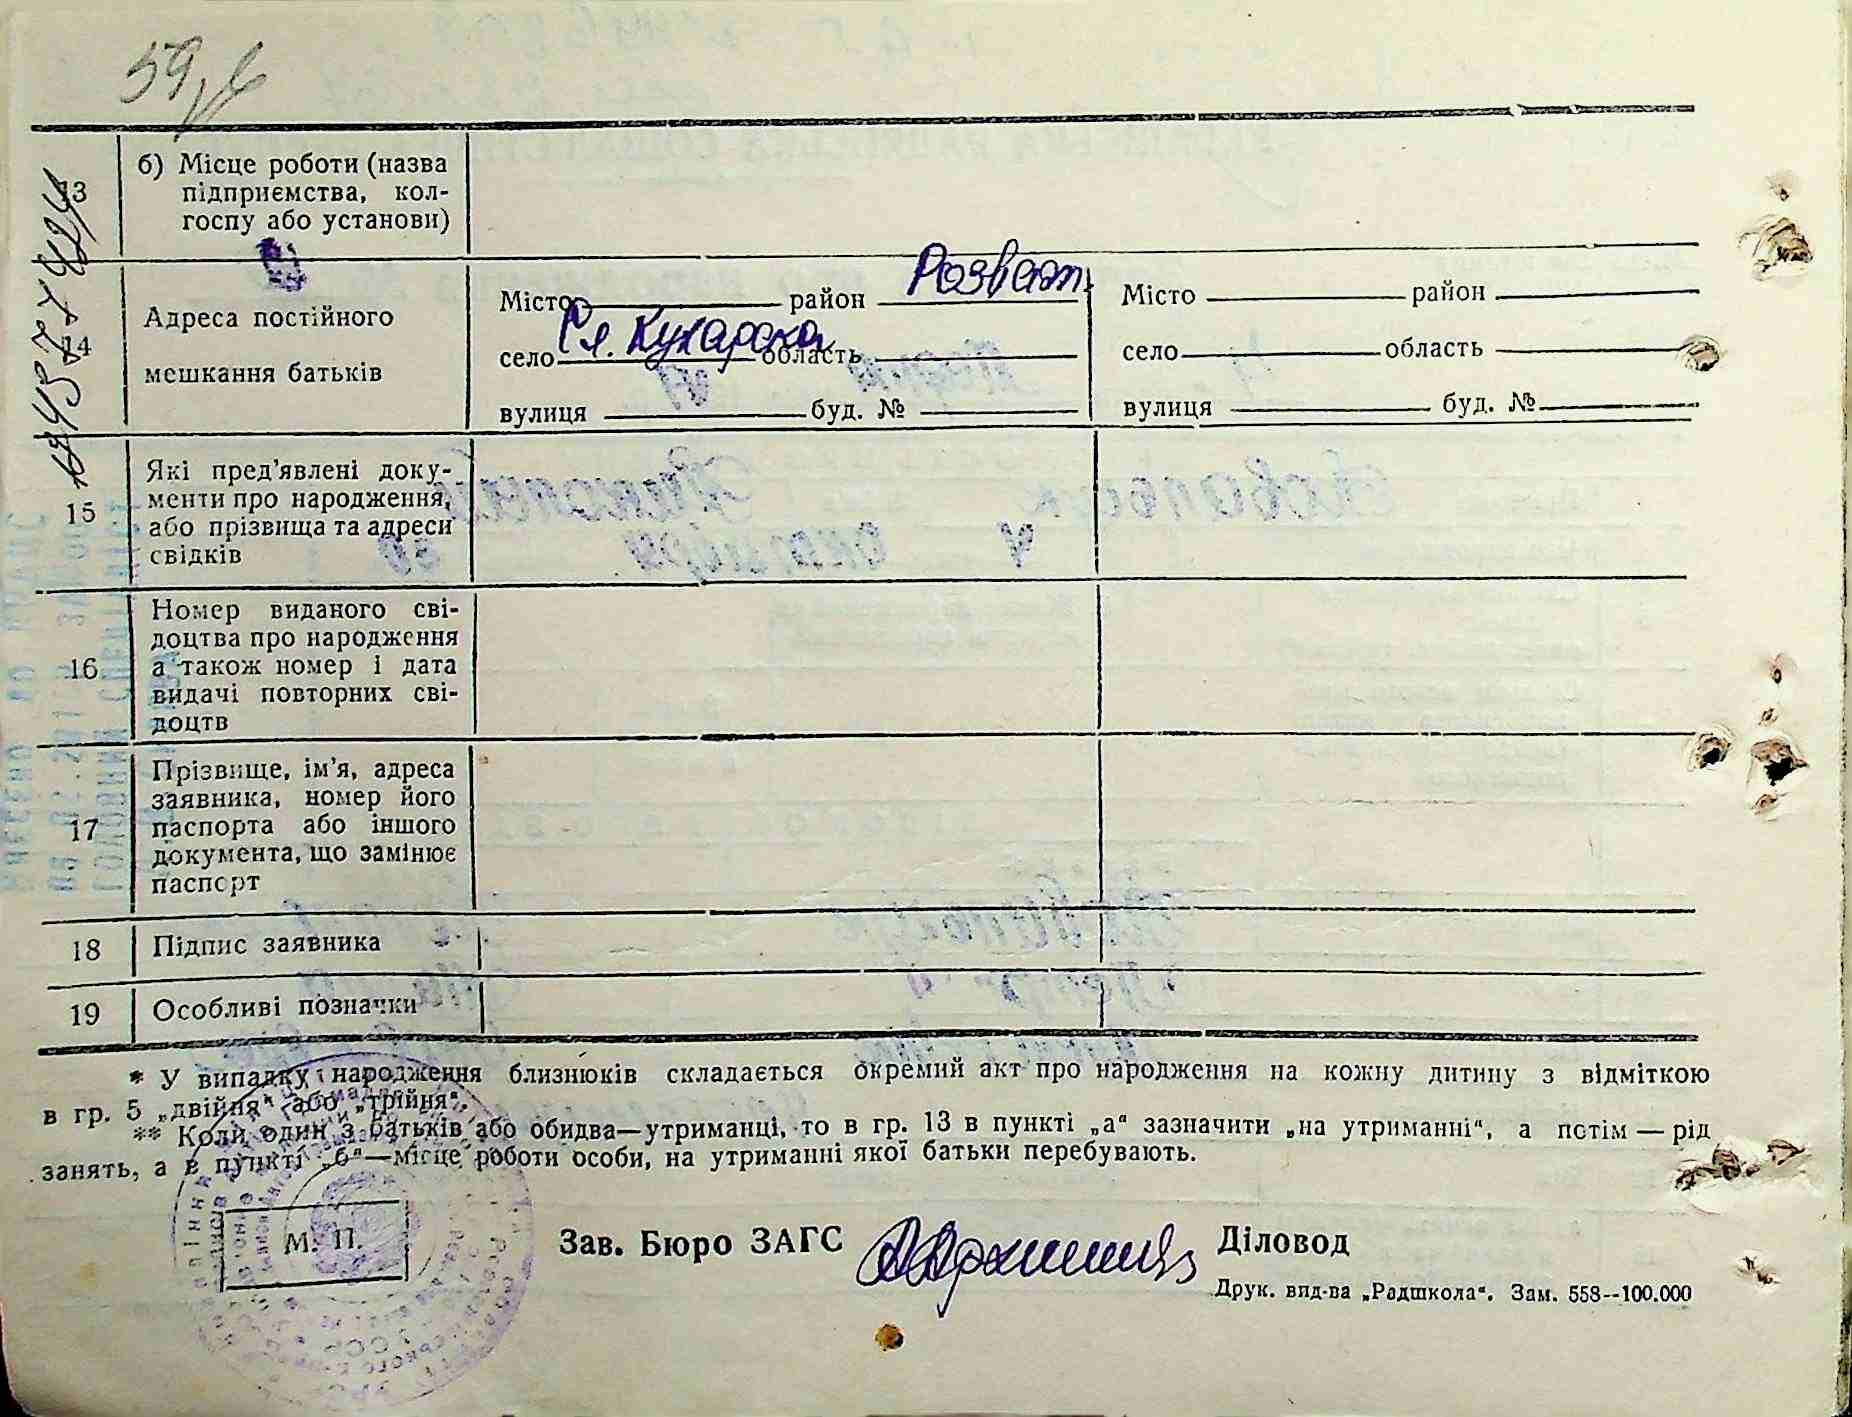 59
13
б) Місце роботи (назва
підприємства, кол-
госпу або установи)
14
Адреса постійного
мешкання батьків
Місто район Розваж.
село Кухарська область
вулиця буд. №
Місто район
село область
вулиця буд. №
15
Які пред'явлені доку-
менти про народження,
або прізвища та адреси
свідків
16
Номер виданого сві-
доцтва про народження
а також номер і дата
видачі повторних сві-
доцтв
17
Прізвище, ім'я, адреса
заявника, номер його
паспорта або іншого
документа, що замінює
паспорт
18
Підпис заявника
19
Особливі позначки
* У випадку народження близнюків складається окремий акт про народження на кожну дитину з відміткою
в гр. 5 „двійня" або „трійня".
** Коли один з батьків або обидва—утриманці, то в гр. 13 в пункті „а" зазначити „на утриманні", а потім — рід
занять, а в пункті „б"—місце роботи особи, на утриманні якої батьки перебувають.
М. П.
Зав. Бюро ЗАГС
Діловод
Друк. вид-ва „Радшкола". Зам. 558--100.000